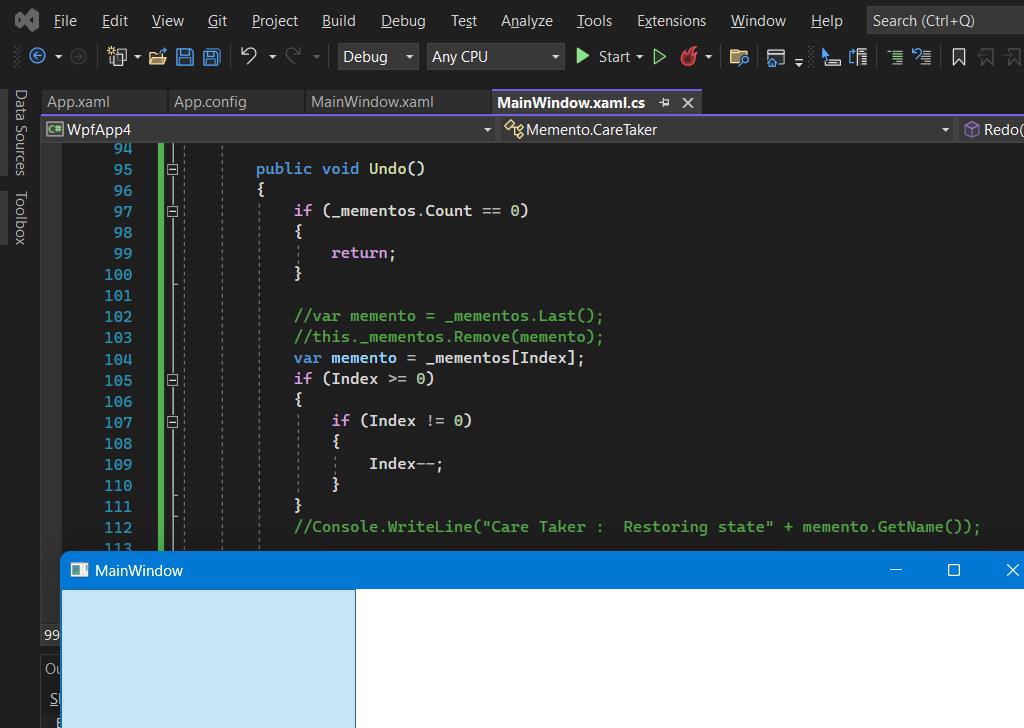 File Edit View Git Project Build Debug Test Analyze Tools Extensions Window Help Search (Ctrl+Q)
Debug Any CPU Start
App.xaml App.config MainWindow.xaml MainWindow.xaml.cs
C# WpfApp4 Memento.CareTaker Redo(
Data Sources
Toolbox
94
95 public void Undo()
96 {
97 if (_mementos.Count == 0)
98 {
99 return;
100 }
101
102 //var memento = _mementos.Last();
103 //this._mementos.Remove(memento);
104 var memento = _mementos[Index];
105 if (Index >= 0)
106 {
107 if (Index != 0)
108 {
109 Index--;
110 }
111 }
112 //Console.WriteLine("Care Taker :  Restoring state" + memento.GetName());
113
MainWindow
99